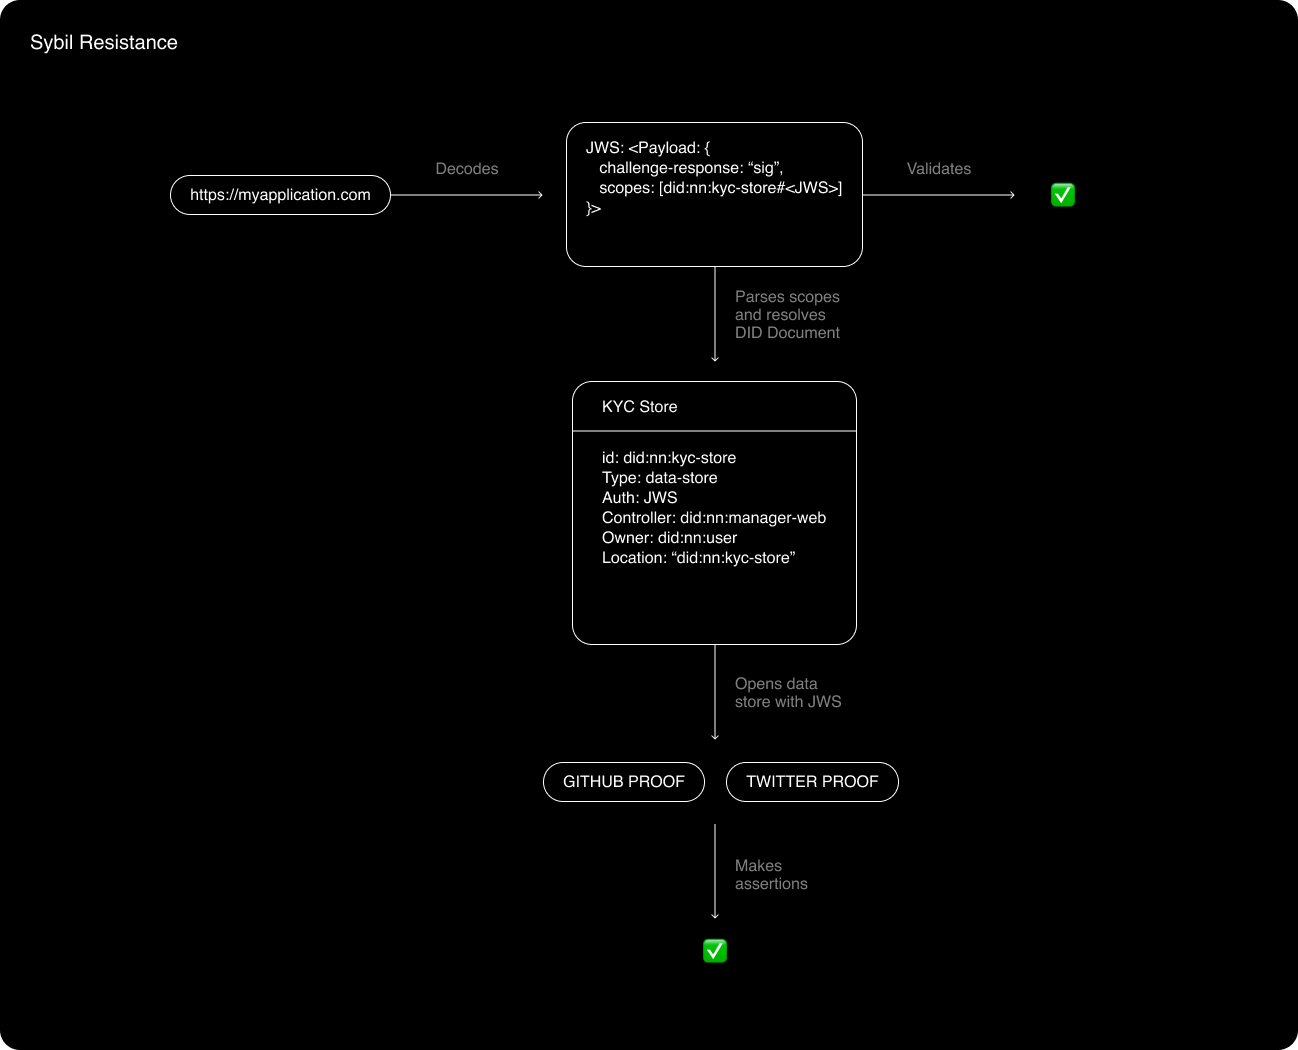 Sybil Resistance
https://myapplication.com
Decodes
JWS: <Payload: {
challenge-response: “sig”,
scopes: [did:nn:kyc-store#<JWS>]
}>
Validates
Parses scopes
and resolves
DID Document
KYC Store
id: did:nn:kyc-store
Type: data-store
Auth: JWS
Controller: did:nn:manager-web
Owner: did:nn:user
Location: “did:nn:kyc-store”
Opens data
store with JWS
GITHUB PROOF
TWITTER PROOF
Makes
assertions